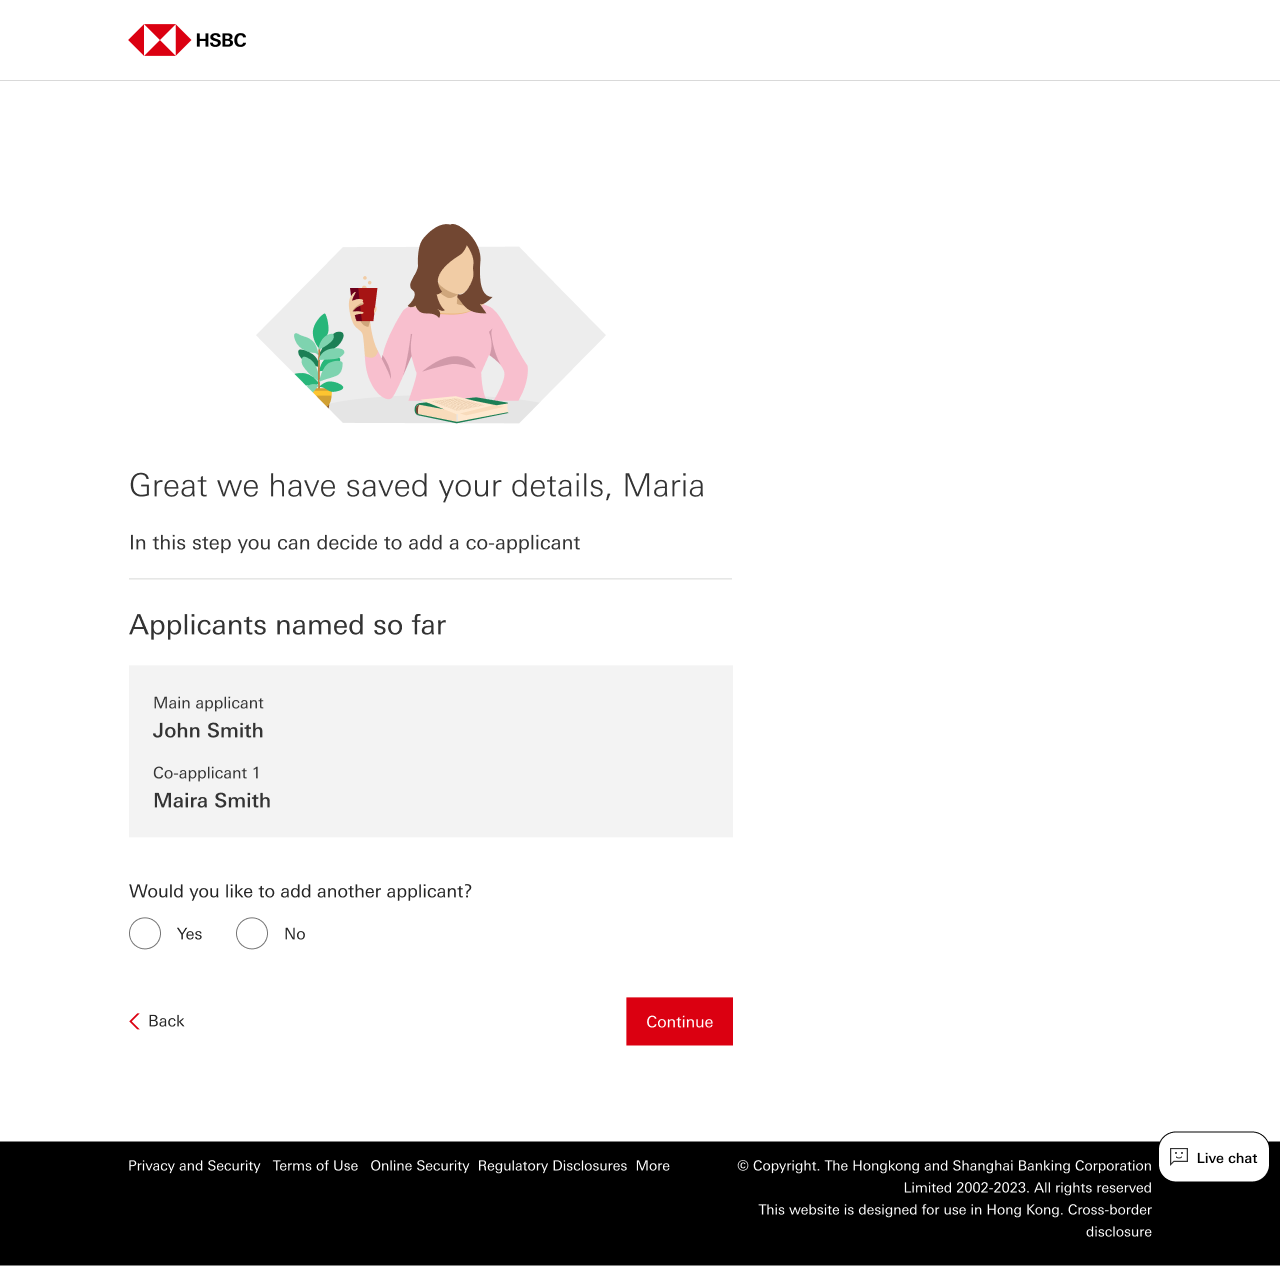 HSBC
Great we have saved your details, Maria
In this step you can decide to add a co-applicant
Applicants named so far
Main applicant
John Smith
Co-applicant 1
Maira Smith
Would you like to add another applicant?
Yes No
Back Continue
Privacy and Security Terms of Use Online Security Regulatory Disclosures More
© Copyright. The Hongkong and Shanghai Banking Corporation
Limited 2002-2023. All rights reserved
This website is designed for use in Hong Kong. Cross-border
disclosure
Live chat